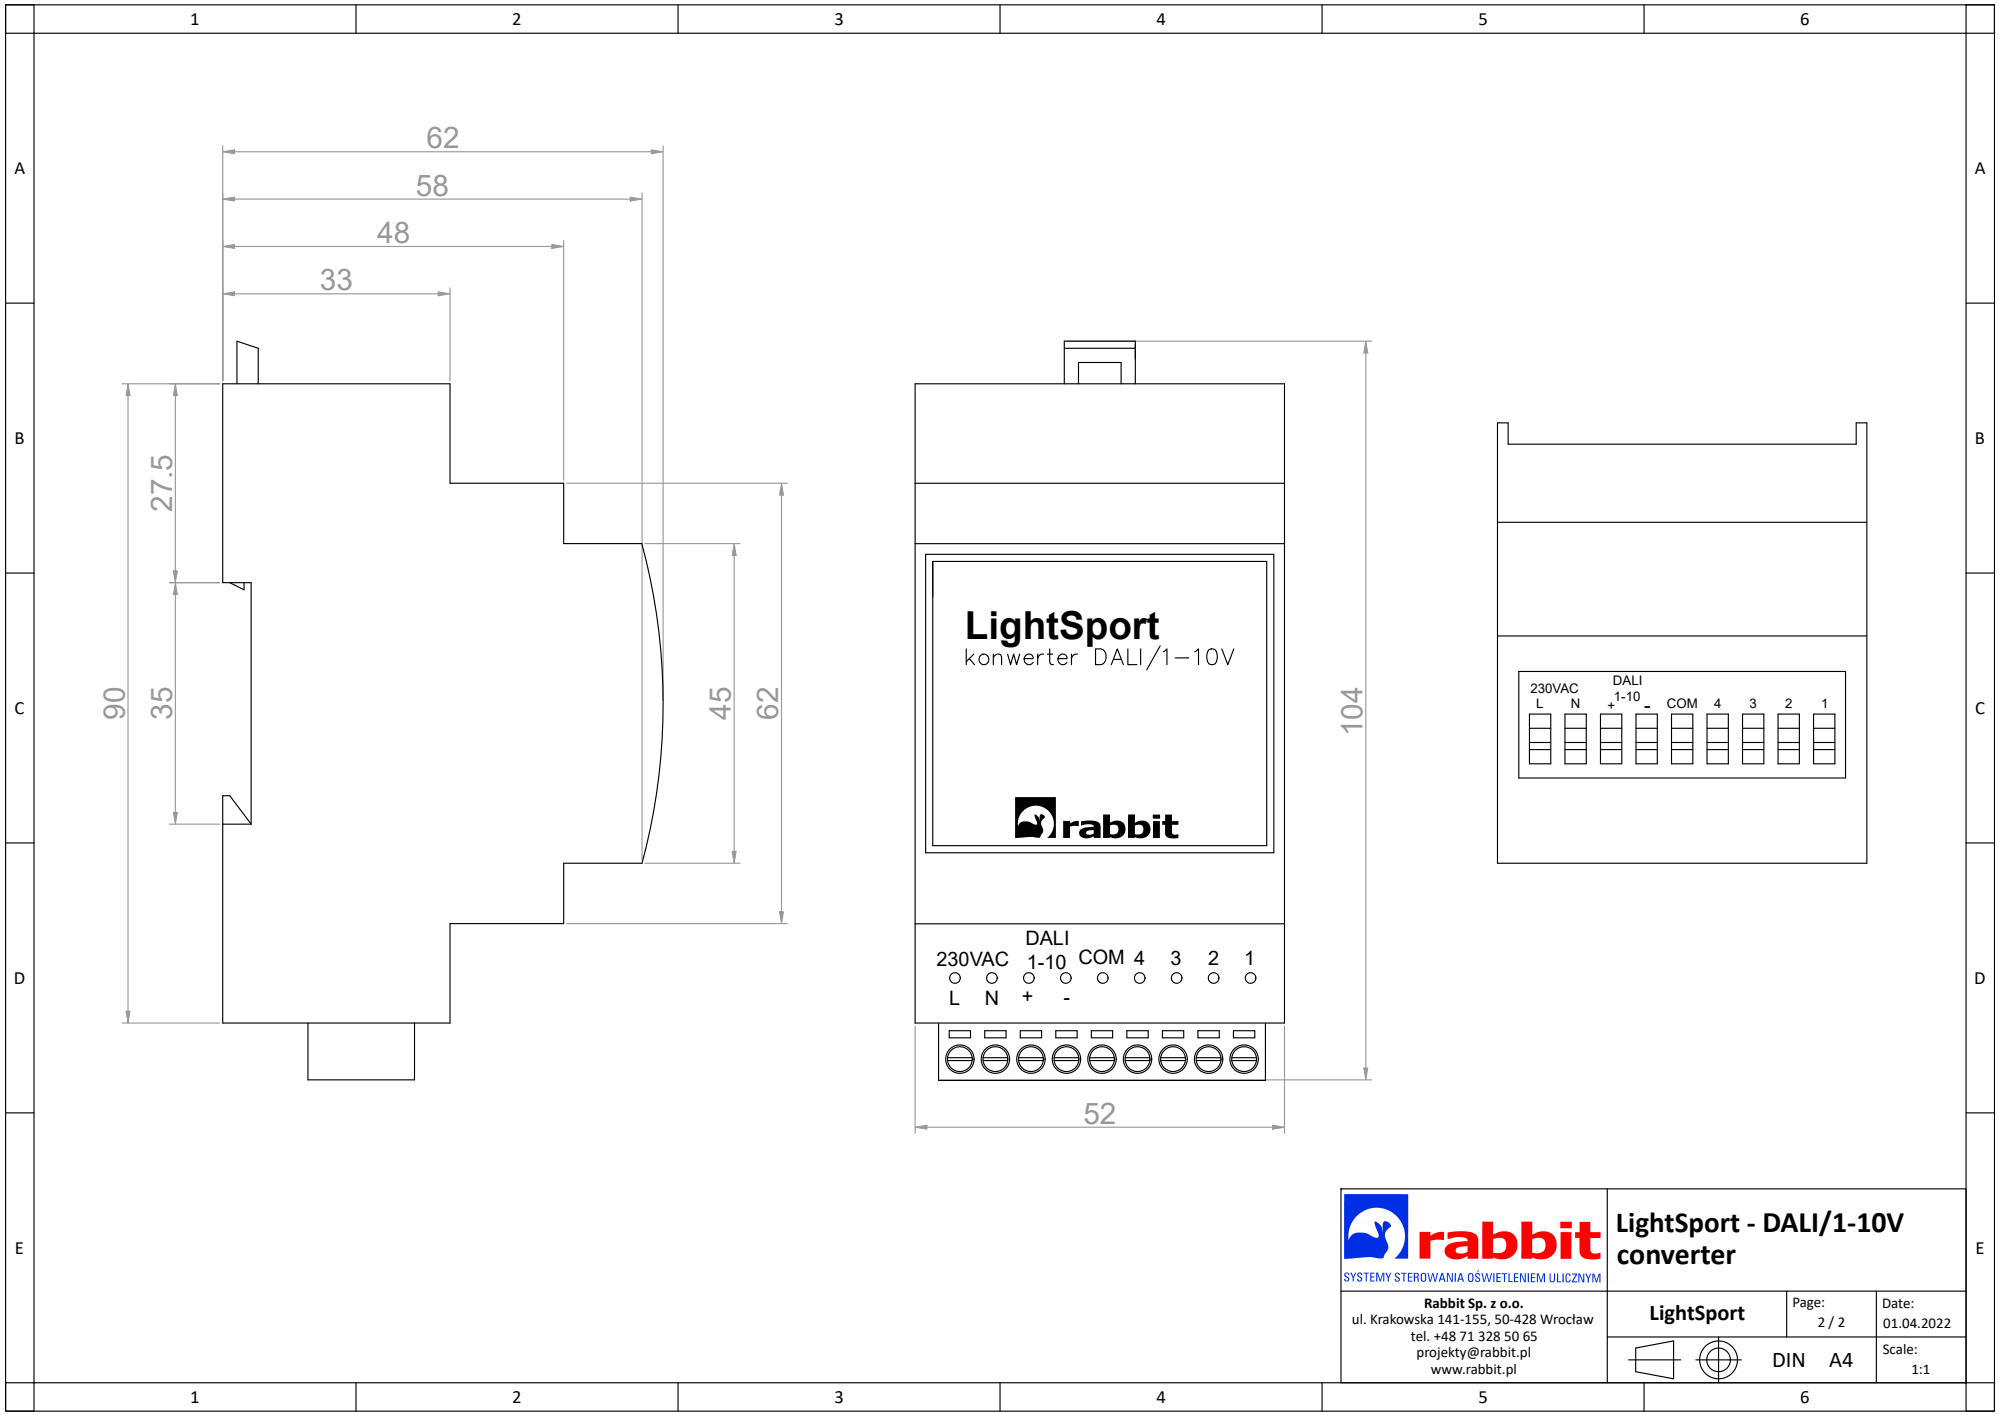 1 2 3 4 5 6
A A
62
58
48
33
B B
27.5
90
35
45
62
104
C C
LightSport
konwerter DALI/1-10V
rabbit
230VAC DALI
1-10
L N + - COM 4 3 2 1
DALI
230VAC 1-10 COM 4 3 2 1
L N + -
D D
52
E E
rabbit
SYSTEMY STEROWANIA OŚWIETLENIEM ULICZNYM
LightSport - DALI/1-10V
converter
Rabbit Sp. z o.o.
ul. Krakowska 141-155, 50-428 Wrocław
tel. +48 71 328 50 65
projekty@rabbit.pl
www.rabbit.pl
LightSport
Page:
2 / 2
Date:
01.04.2022
DIN A4
Scale:
1:1
1 2 3 4 5 6